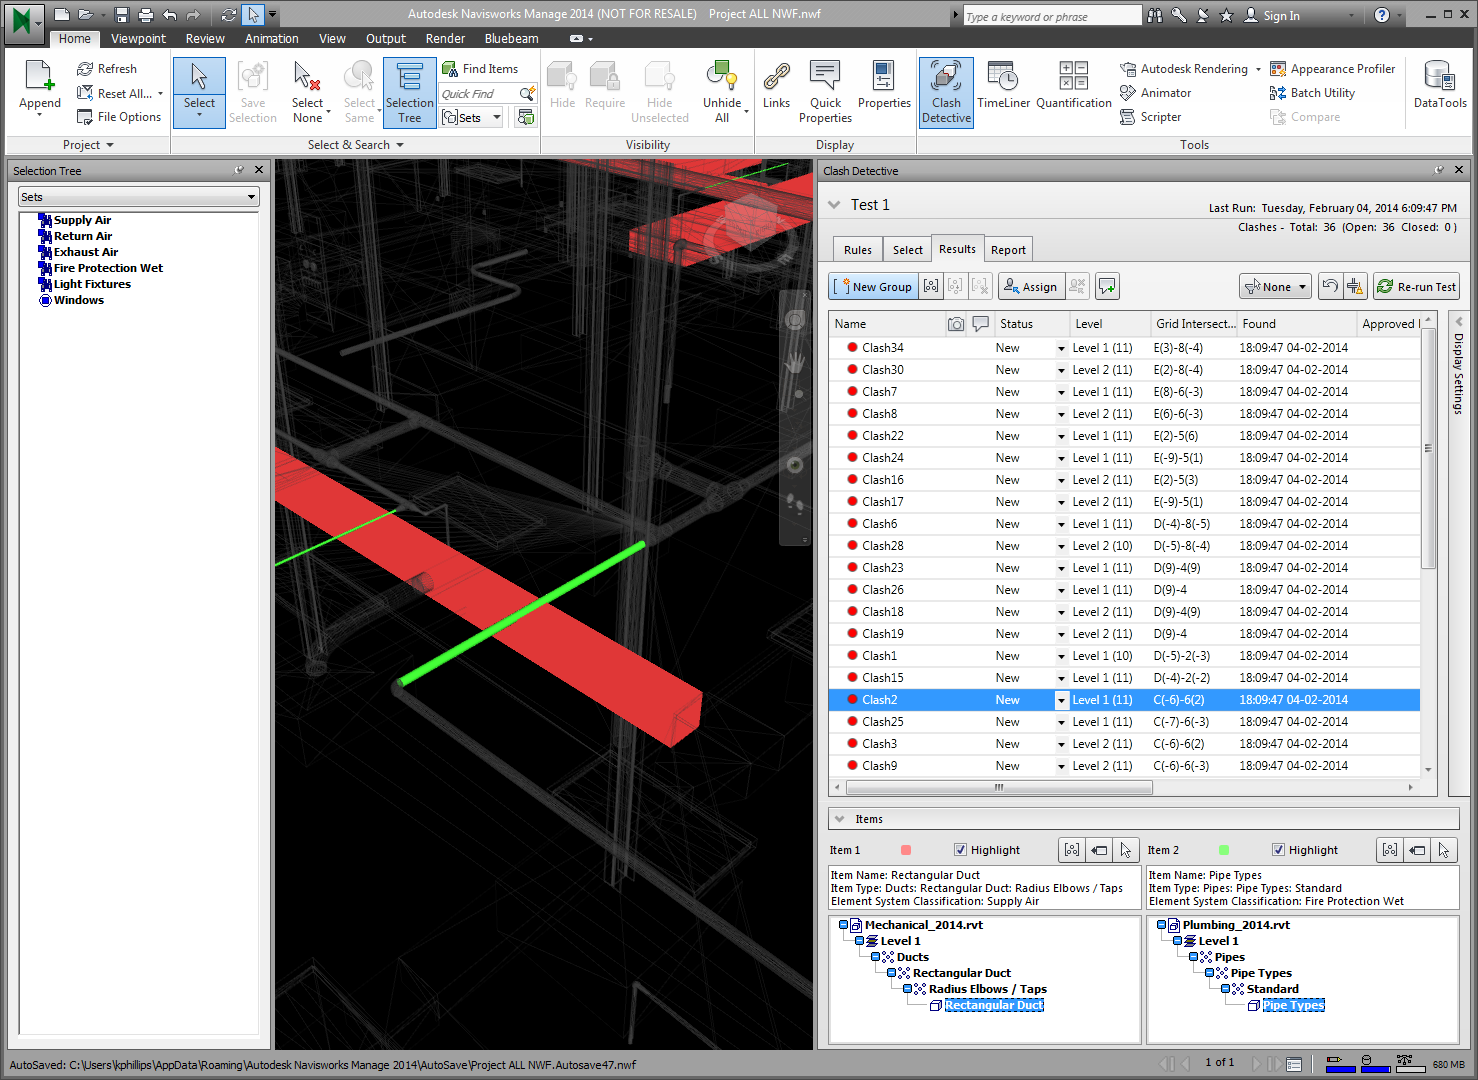 Autodesk Navisworks Manage 2014 (NOT FOR RESALE) Project ALL NWF.nwf
Type a keyword or phrase
Sign In
Home Viewpoint Review Animation View Output Render Bluebeam
Append
Refresh
Reset All...
File Options
Project
Select
Save Selection
Select None
Select Same
Selection Tree
Find Items
Quick Find
Sets
Select & Search
Hide
Require
Hide Unselected
Unhide All
Visibility
Links
Quick Properties
Properties
Display
Clash Detective
TimeLiner
Quantification
Autodesk Rendering
Animator
Scripter
Appearance Profiler
Batch Utility
Compare
DataTools
Tools
Selection Tree
Sets
Supply Air
Return Air
Exhaust Air
Fire Protection Wet
Light Fixtures
Windows
Clash Detective
Test 1
Last Run: Tuesday, February 04, 2014 6:09:47 PM
Clashes - Total: 36 (Open: 36 Closed: 0 )
Rules Select Results Report
New Group Assign None Re-run Test
Name Status Level Grid Intersect... Found Approved
Clash34 New Level 1 (11) E(3)-8(-4) 18:09:47 04-02-2014
Clash30 New Level 2 (11) E(2)-8(-4) 18:09:47 04-02-2014
Clash7 New Level 1 (11) E(8)-6(-3) 18:09:47 04-02-2014
Clash8 New Level 2 (11) E(6)-6(-3) 18:09:47 04-02-2014
Clash22 New Level 1 (11) E(2)-5(6) 18:09:47 04-02-2014
Clash24 New Level 1 (11) E(-9)-5(1) 18:09:47 04-02-2014
Clash16 New Level 2 (11) E(2)-5(3) 18:09:47 04-02-2014
Clash17 New Level 2 (11) E(-9)-5(1) 18:09:47 04-02-2014
Clash6 New Level 1 (11) D(-4)-8(-5) 18:09:47 04-02-2014
Clash28 New Level 2 (10) D(-5)-8(-4) 18:09:47 04-02-2014
Clash23 New Level 1 (11) D(9)-4(9) 18:09:47 04-02-2014
Clash26 New Level 1 (11) D(9)-4 18:09:47 04-02-2014
Clash18 New Level 2 (11) D(9)-4(9) 18:09:47 04-02-2014
Clash19 New Level 2 (11) D(9)-4 18:09:47 04-02-2014
Clash1 New Level 1 (10) D(-5)-2(-3) 18:09:47 04-02-2014
Clash15 New Level 1 (11) D(-4)-2(-2) 18:09:47 04-02-2014
Clash2 New Level 1 (11) C(-6)-6(2) 18:09:47 04-02-2014
Clash25 New Level 1 (11) C(-7)-6(-3) 18:09:47 04-02-2014
Clash3 New Level 2 (11) C(-6)-6(2) 18:09:47 04-02-2014
Clash9 New Level 2 (11) C(-6)-6(-3) 18:09:47 04-02-2014
Display Settings
Items
Item 1 Highlight
Item Name: Rectangular Duct
Item Type: Ducts: Rectangular Duct: Radius Elbows / Taps
Element System Classification: Supply Air
Mechanical_2014.rvt
Level 1
Ducts
Rectangular Duct
Radius Elbows / Taps
Rectangular Duct
Item 2 Highlight
Item Name: Pipe Types
Item Type: Pipes: Pipe Types: Standard
Element System Classification: Fire Protection Wet
Plumbing_2014.rvt
Level 1
Pipes
Pipe Types
Standard
Pipe Types
AutoSaved: C:\Users\kphillips\AppData\Roaming\Autodesk Navisworks Manage 2014\AutoSave\Project ALL NWF.Autosave47.nwf
1 of 1
680 MB